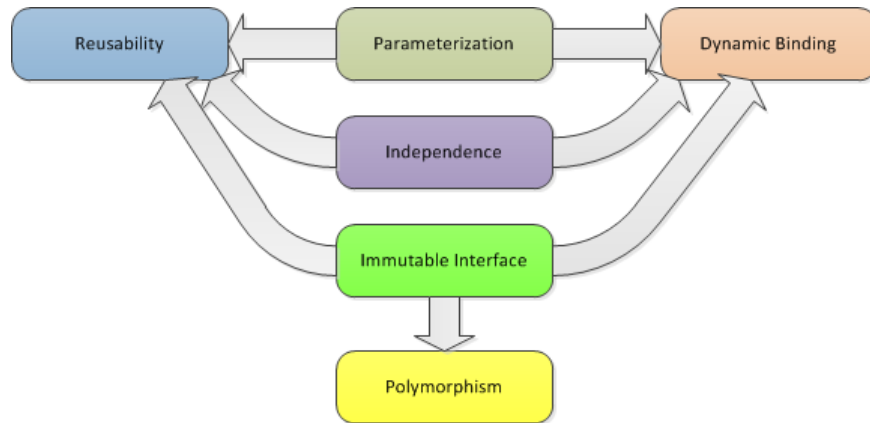 Reusability
Parameterization
Dynamic Binding
Independence
Immutable Interface
Polymorphism